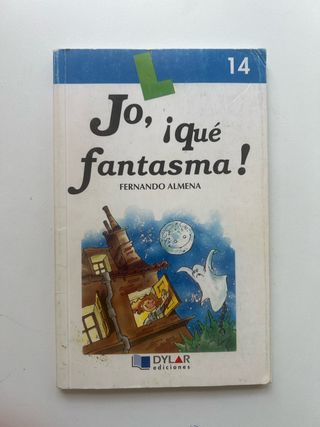 14
L
Jo, ¡qué
fantasma!
FERNANDO ALMENA
DYLAR
ediciones